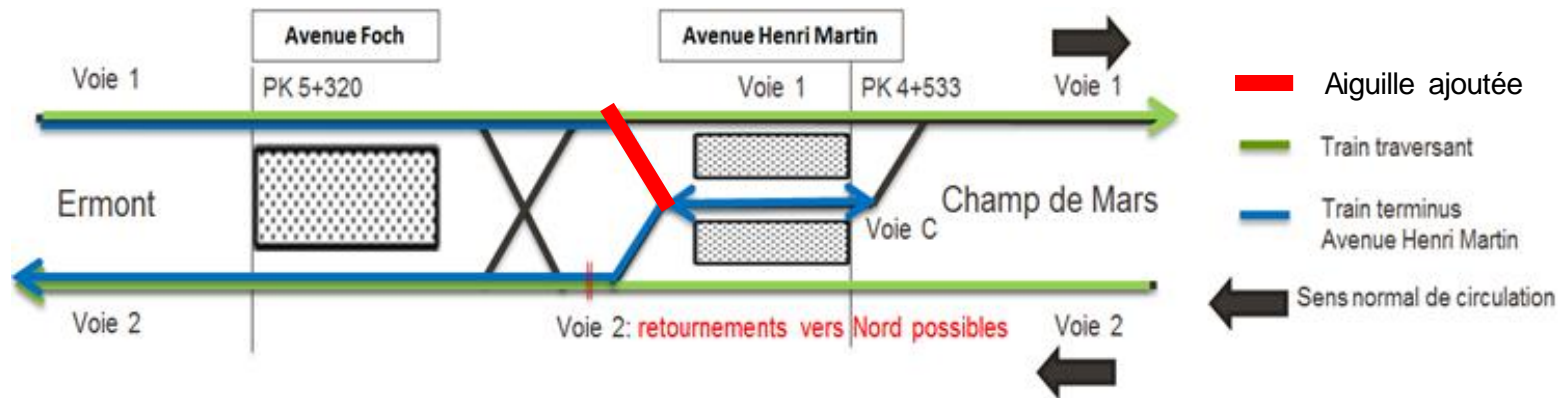 Avenue Foch
Avenue Henri Martin
Voie 1
PK 5+320
Voie 1
PK 4+533
Voie 1
Aiguille ajoutée
Train traversant
Ermont
Champ de Mars
Train terminus
Avenue Henri Martin
Voie C
Sens normal de circulation
Voie 2
Voie 2: retournements vers Nord possibles
Voie 2